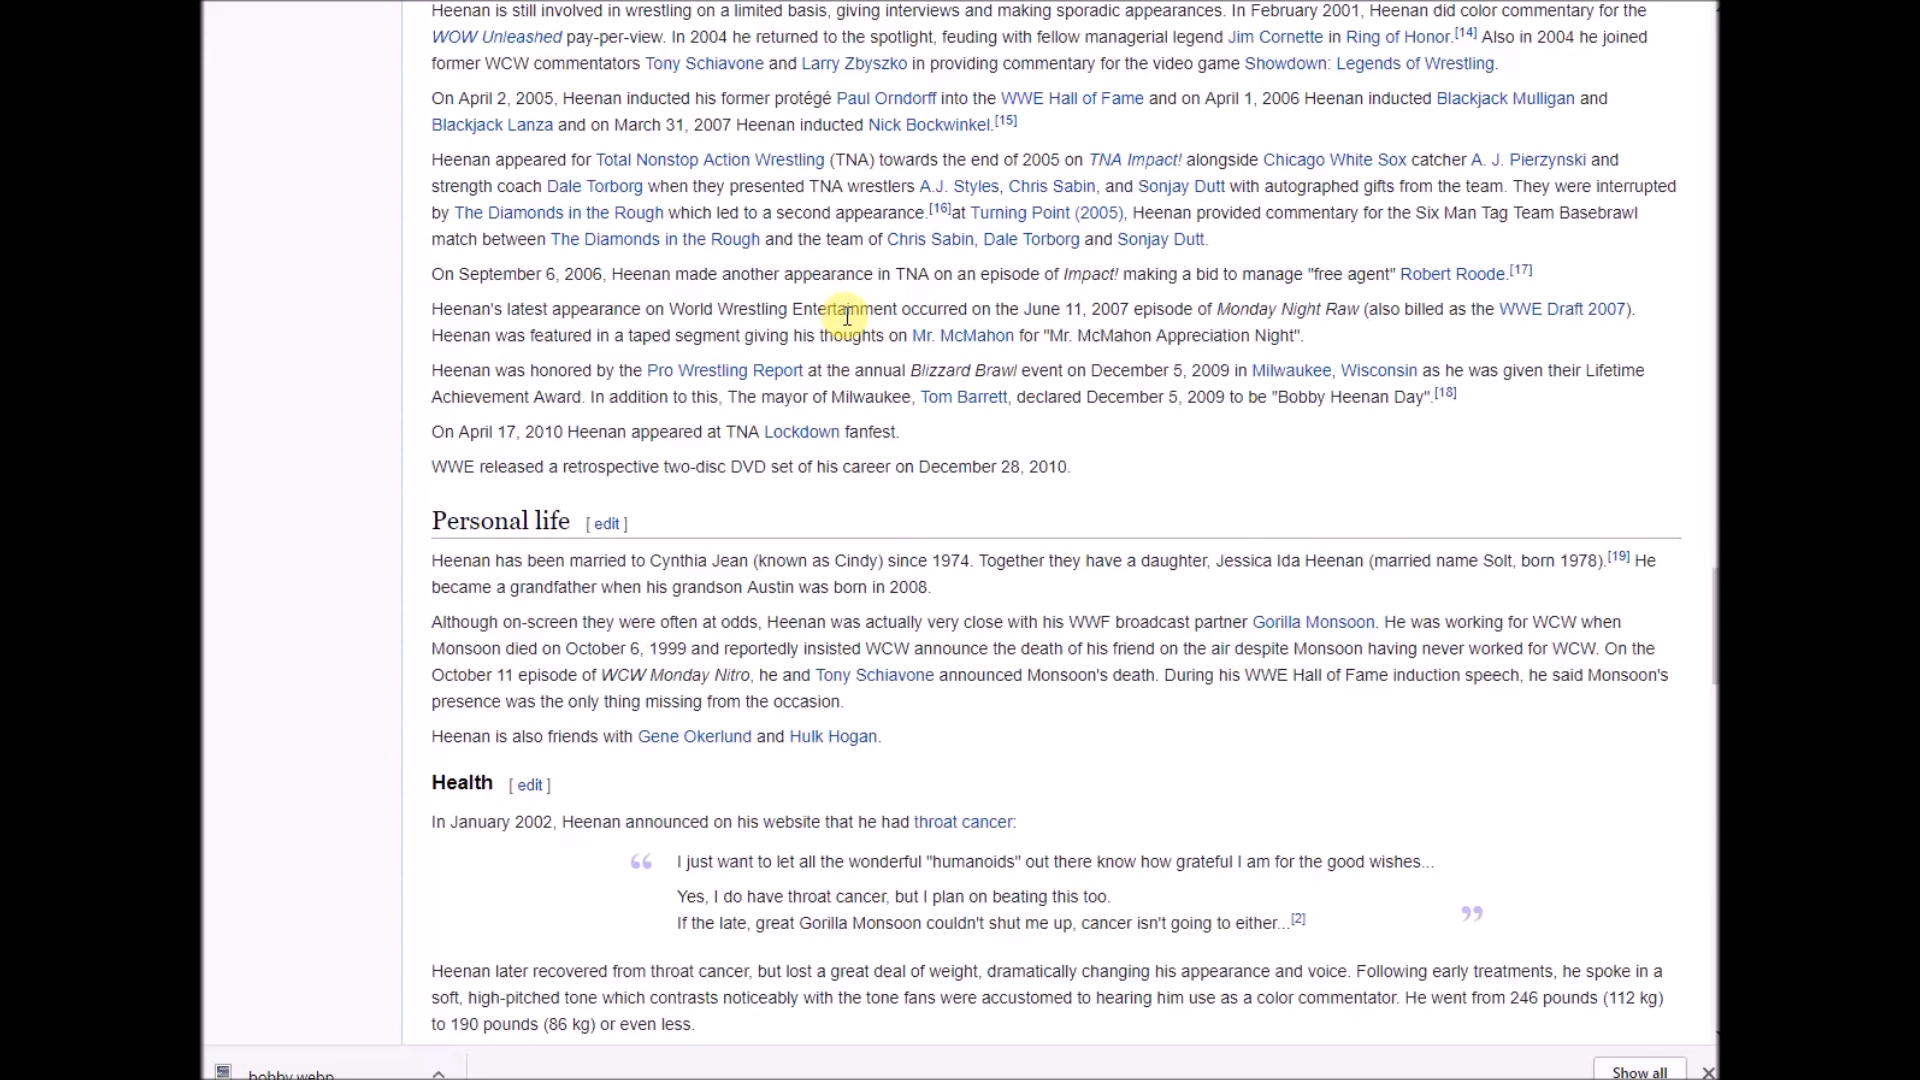 Heenan is still involved in wrestling on a limited basis, giving interviews and making sporadic appearances. In February 2001, Heenan did color commentary for the
WOW Unleashed pay-per-view. In 2004 he returned to the spotlight, feuding with fellow managerial legend Jim Cornette in Ring of Honor.[14] Also in 2004 he joined
former WCW commentators Tony Schiavone and Larry Zbyszko in providing commentary for the video game Showdown: Legends of Wrestling.
On April 2, 2005, Heenan inducted his former protégé Paul Orndorff into the WWE Hall of Fame and on April 1, 2006 Heenan inducted Blackjack Mulligan and
Blackjack Lanza and on March 31, 2007 Heenan inducted Nick Bockwinkel.[15]
Heenan appeared for Total Nonstop Action Wrestling (TNA) towards the end of 2005 on TNA Impact! alongside Chicago White Sox catcher A. J. Pierzynski and
strength coach Dale Torborg when they presented TNA wrestlers A.J. Styles, Chris Sabin, and Sonjay Dutt with autographed gifts from the team. They were interrupted
by The Diamonds in the Rough which led to a second appearance.[16]at Turning Point (2005), Heenan provided commentary for the Six Man Tag Team Basebrawl
match between The Diamonds in the Rough and the team of Chris Sabin, Dale Torborg and Sonjay Dutt.
On September 6, 2006, Heenan made another appearance in TNA on an episode of Impact! making a bid to manage "free agent" Robert Roode.[17]
Heenan's latest appearance on World Wrestling Entertainment occurred on the June 11, 2007 episode of Monday Night Raw (also billed as the WWE Draft 2007).
Heenan was featured in a taped segment giving his thoughts on Mr. McMahon for "Mr. McMahon Appreciation Night".
Heenan was honored by the Pro Wrestling Report at the annual Blizzard Brawl event on December 5, 2009 in Milwaukee, Wisconsin as he was given their Lifetime
Achievement Award. In addition to this, The mayor of Milwaukee, Tom Barrett, declared December 5, 2009 to be "Bobby Heenan Day".[18]
On April 17, 2010 Heenan appeared at TNA Lockdown fanfest.
WWE released a retrospective two-disc DVD set of his career on December 28, 2010.
Personal life [ edit ]
Heenan has been married to Cynthia Jean (known as Cindy) since 1974. Together they have a daughter, Jessica Ida Heenan (married name Solt, born 1978).[19] He
became a grandfather when his grandson Austin was born in 2008.
Although on-screen they were often at odds, Heenan was actually very close with his WWF broadcast partner Gorilla Monsoon. He was working for WCW when
Monsoon died on October 6, 1999 and reportedly insisted WCW announce the death of his friend on the air despite Monsoon having never worked for WCW. On the
October 11 episode of WCW Monday Nitro, he and Tony Schiavone announced Monsoon's death. During his WWE Hall of Fame induction speech, he said Monsoon's
presence was the only thing missing from the occasion.
Heenan is also friends with Gene Okerlund and Hulk Hogan.
Health [ edit ]
In January 2002, Heenan announced on his website that he had throat cancer:
“ I just want to let all the wonderful "humanoids" out there know how grateful I am for the good wishes...
Yes, I do have throat cancer, but I plan on beating this too.
If the late, great Gorilla Monsoon couldn't shut me up, cancer isn't going to either...[2] ”
Heenan later recovered from throat cancer, but lost a great deal of weight, dramatically changing his appearance and voice. Following early treatments, he spoke in a
soft, high-pitched tone which contrasts noticeably with the tone fans were accustomed to hearing him use as a color commentator. He went from 246 pounds (112 kg)
to 190 pounds (86 kg) or even less.
bobby.webp
Show all